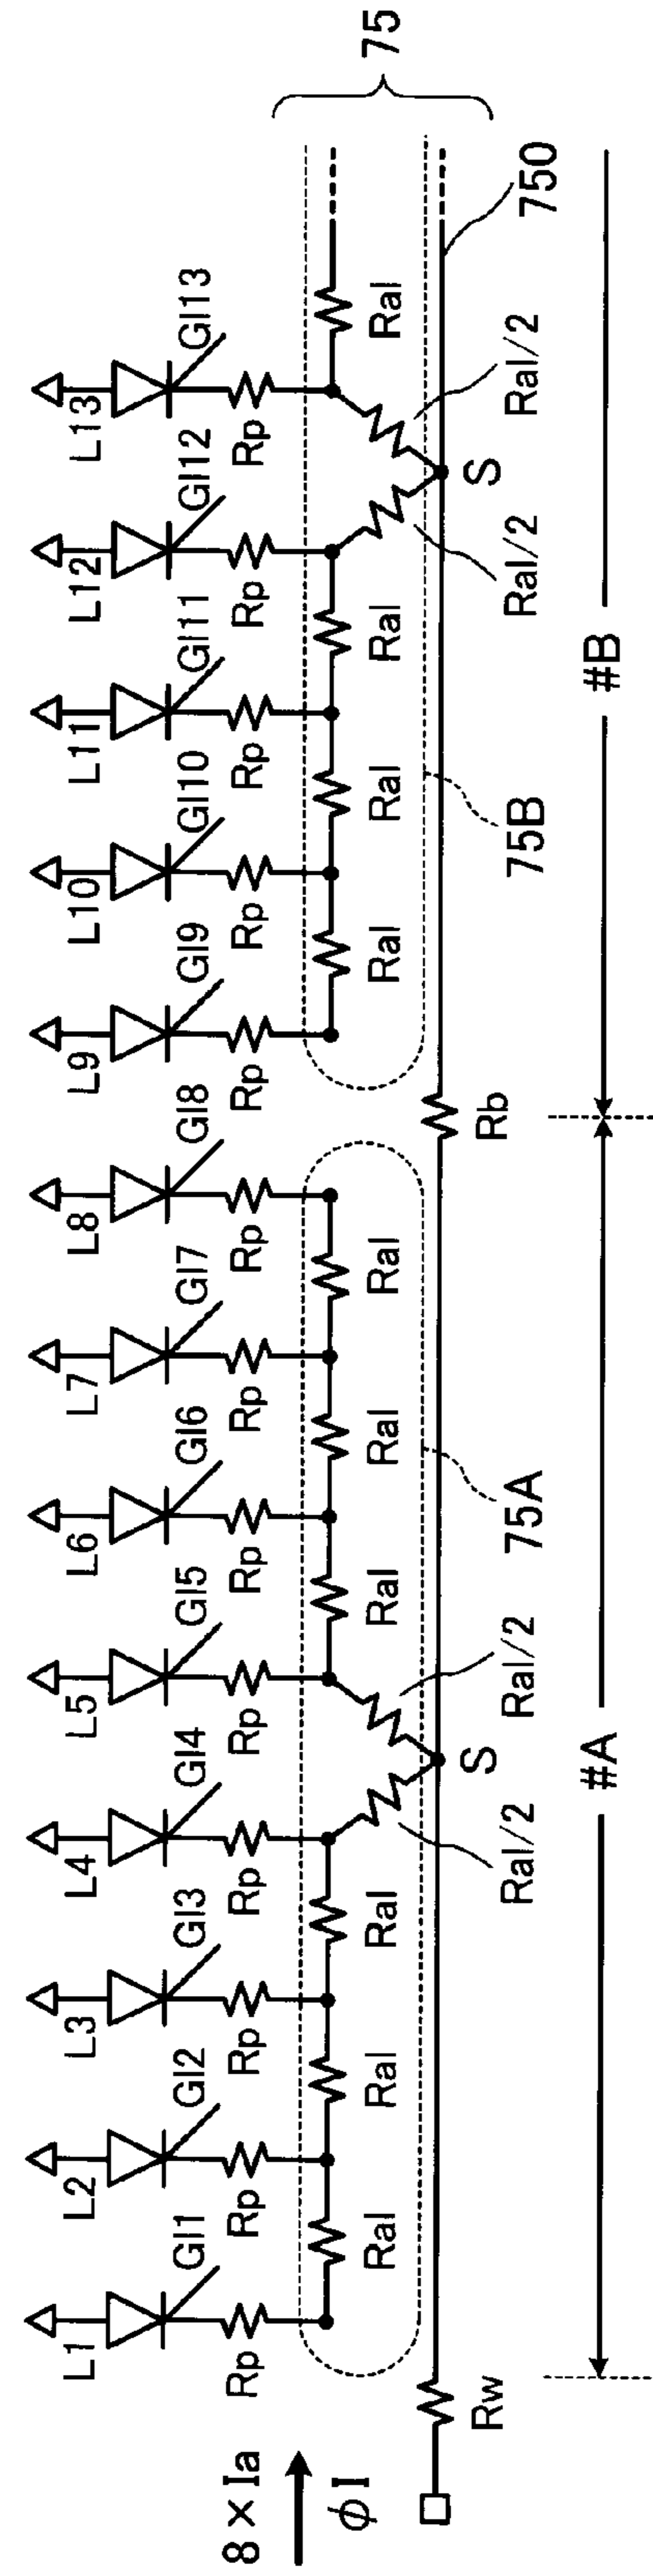 L1 L2 L3 L4 L5 L6 L7 L8 L9 L10 L11 L12 L13
Gl1 Gl2 Gl3 Gl4 Gl5 Gl6 Gl7 Gl8 Gl9 Gl10 Gl11 Gl12 Gl13
Rp Rp Rp Rp Rp Rp Rp Rp Rp Rp Rp Rp Rp
8×Ia
75
ϕI
Ral Ral Ral Ral Ral Ral Ral Ral Ral Ral
Rw
S
Rb
S
750
Ral/2 Ral/2
75A
75B
Ral/2 Ral/2
#A
#B